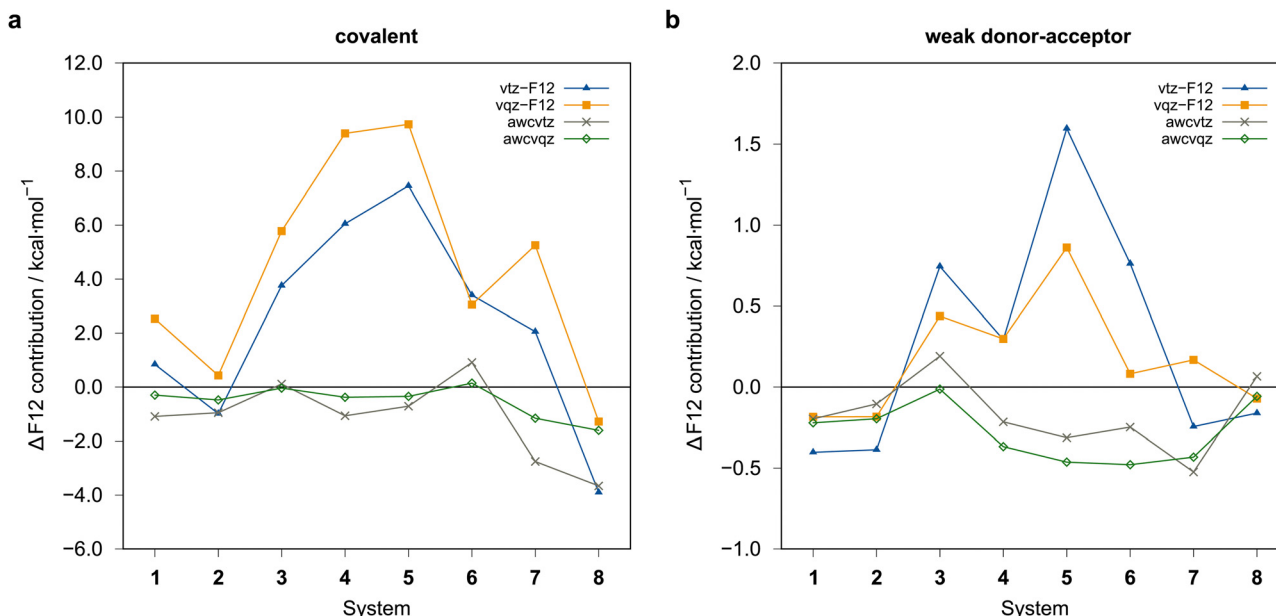 a
covalent
12.0
10.0
8.0
6.0
4.0
2.0
0.0
−2.0
−4.0
−6.0
ΔF12 contribution / kcal·mol⁻¹
vtz−F12
vqz−F12
awcvtz
awcvqz
1 2 3 4 5 6 7 8
System
b
weak donor-acceptor
2.0
1.5
1.0
0.5
0.0
−0.5
−1.0
ΔF12 contribution / kcal·mol⁻¹
vtz−F12
vqz−F12
awcvtz
awcvqz
1 2 3 4 5 6 7 8
System